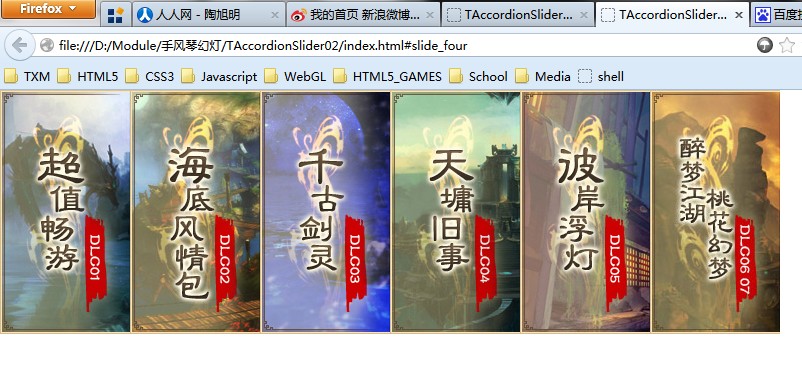 Firefox
人人网 - 陶旭明
我的首页 新浪微博...
TAccordionSlider...
TAccordionSlider...
百度搜
file:///D:/Module/手风琴幻灯/TAccordionSlider02/index.html#slide_four
TXM
HTML5
CSS3
Javascript
WebGL
HTML5_GAMES
School
Media
shell
超值畅游
DLC01
海底风情包
DLC02
千古剑灵
DLC03
天墉旧事
DLC04
彼岸浮灯
DLC05
醉梦江湖
桃花幻梦
DLC06 07